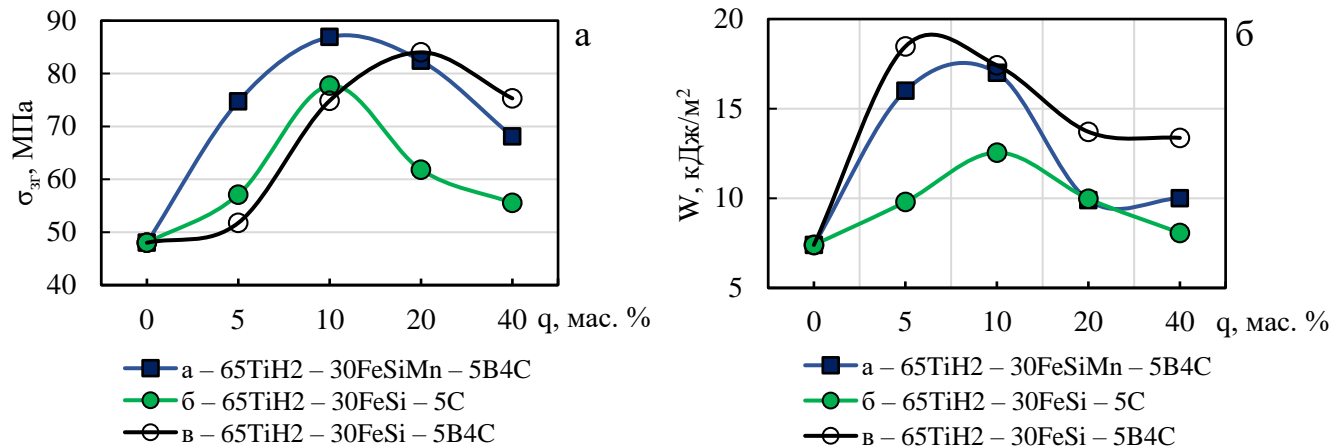 а
90
80
70
60
50
40
σзг, МПа
0 5 10 20 40 q, мас. %
а – 65TiH2 – 30FeSiMn – 5B4C
б – 65TiH2 – 30FeSi – 5C
в – 65TiH2 – 30FeSi – 5B4C
б
20
15
10
5
W, кДж/м²
0 5 10 20 40 q, мас. %
а – 65TiH2 – 30FeSiMn – 5B4C
б – 65TiH2 – 30FeSi – 5C
в – 65TiH2 – 30FeSi – 5B4C